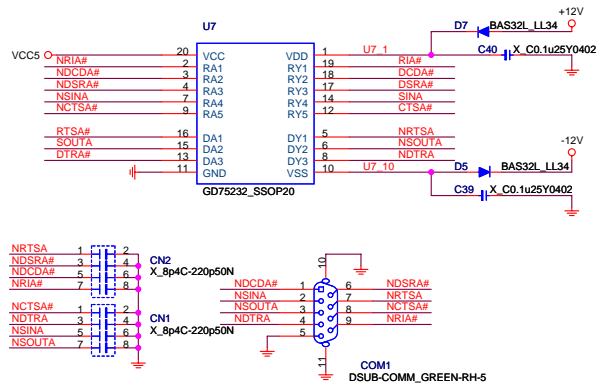 +12V
U7
D7 BAS32L_LL34
VCC5 20 VCC VDD 1 U7_1 C40 X_C0.1u25Y0402
NRIA# 2 RA1 RY1 19 RIA#
NDCDA# 3 RA2 RY2 18 DCDA#
NDSRA# 4 RA3 RY3 17 DSRA#
NSINA 7 RA4 RY4 14 SINA
NCTSA# 9 RA5 RY5 12 CTSA#
RTSA# 16 DA1 DY1 5 NRTSA
-12V
SOUTA 15 DA2 DY2 6 NSOUTA
DTRA# 13 DA3 DY3 8 NDTRA
11 GND VSS 10 U7_10 D5 BAS32L_LL34
GD75232_SSOP20
C39 X_C0.1u25Y0402
NRTSA 1 2
NDSRA# 3 4 CN2
NDCDA# 5 6 X_8p4C-220p50N
NRIA# 7 8
NCTSA# 1 2
NDTRA 3 4 CN1
NSINA 5 6 X_8p4C-220p50N
NSOUTA 7 8
10
NDCDA# 1 6 NDSRA#
NSINA 2 7 NRTSA
NSOUTA 3 8 NCTSA#
NDTRA 4 9 NRIA#
5
11
COM1
DSUB-COMM_GREEN-RH-5